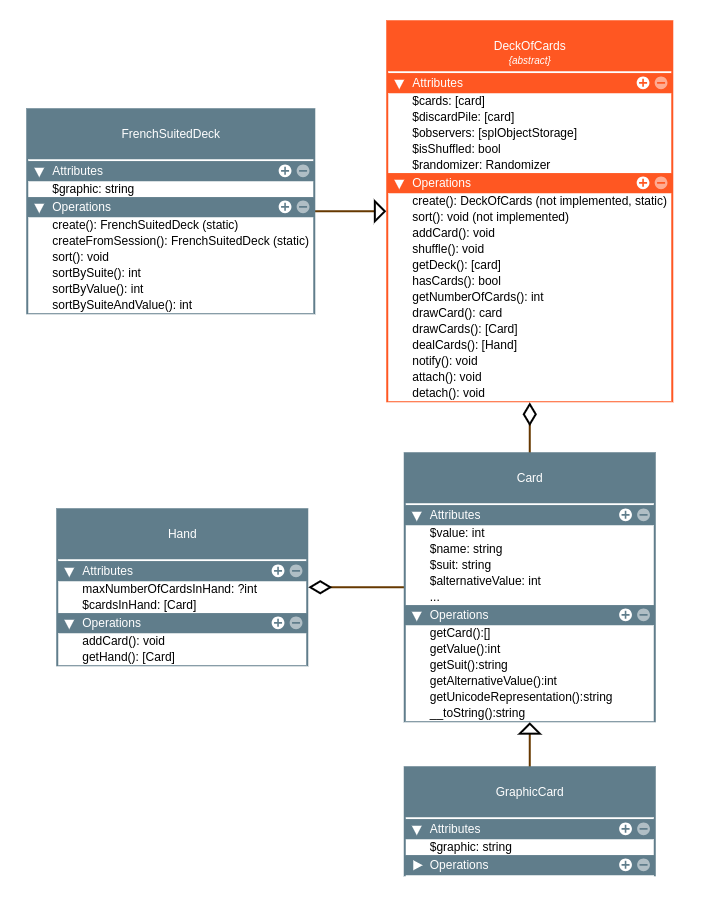 DeckOfCards
{abstract}
Attributes
$cards: [card]
$discardPile: [card]
$observers: [splObjectStorage]
$isShuffled: bool
$randomizer: Randomizer
Operations
create(): DeckOfCards (not implemented, static)
sort(): void (not implemented)
addCard(): void
shuffle(): void
getDeck(): [card]
hasCards(): bool
getNumberOfCards(): int
drawCard(): card
drawCards(): [Card]
dealCards(): [Hand]
notify(): void
attach(): void
detach(): void
FrenchSuitedDeck
Attributes
$graphic: string
Operations
create(): FrenchSuitedDeck (static)
createFromSession(): FrenchSuitedDeck (static)
sort(): void
sortBySuite(): int
sortByValue(): int
sortBySuiteAndValue(): int
Card
Attributes
$value: int
$name: string
$suit: string
$alternativeValue: int
...
Operations
getCard():[]
getValue():int
getSuit():string
getAlternativeValue():int
getUnicodeRepresentation():string
__toString():string
Hand
Attributes
maxNumberOfCardsInHand: ?int
$cardsInHand: [Card]
Operations
addCard(): void
getHand(): [Card]
GraphicCard
Attributes
$graphic: string
Operations